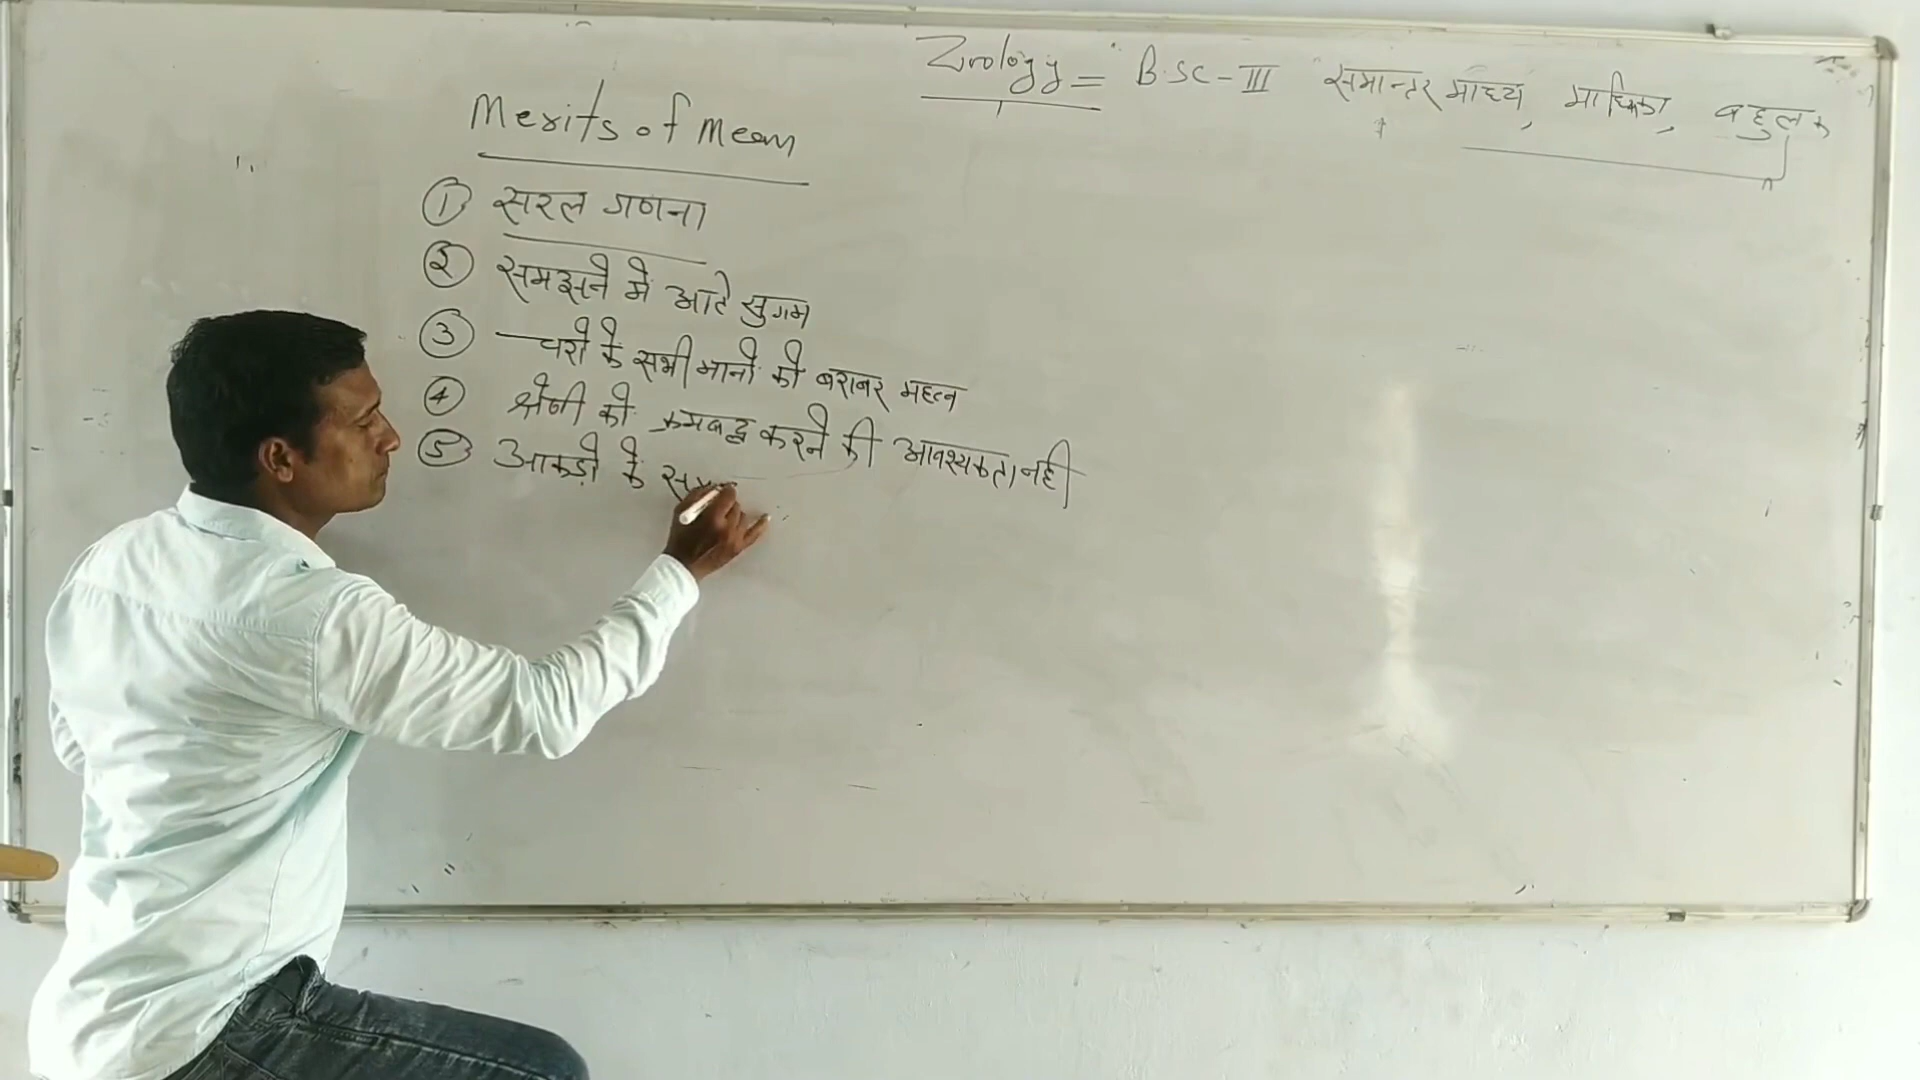 Zoology = B.SC - III समान्तर माध्य, माध्यिका, बहुलक
Merits of Mean
① सरल गणना
② समझने में आते सुगम
③ चरों के सभी मानों को बराबर महत्व
④ श्रेणी को क्रमबद्ध करने की आवश्यकता नही
⑤ आकड़ो के